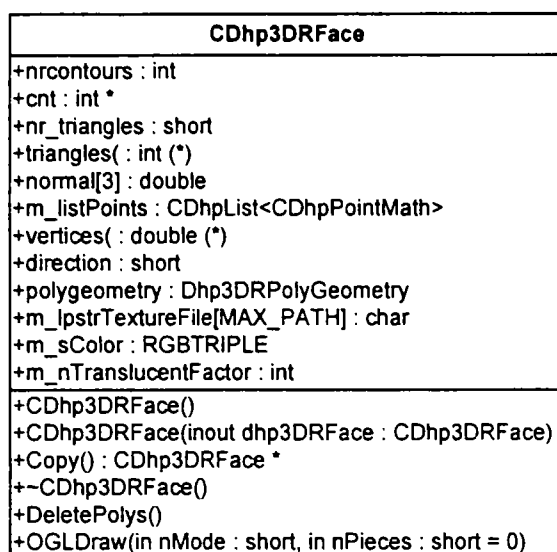 CDhp3DRFace
+nrcontours : int
+cnt : int *
+nr_triangles : short
+triangles( : int (*)
+normal[3] : double
+m_listPoints : CDhpList<CDhpPointMath>
+vertices( : double (*)
+direction : short
+polygeometry : Dhp3DRPolyGeometry
+m_lpstrTextureFile[MAX_PATH] : char
+m_sColor : RGBTRIPLE
+m_nTranslucentFactor : int
+CDhp3DRFace()
+CDhp3DRFace(inout dhp3DRFace : CDhp3DRFace)
+Copy() : CDhp3DRFace *
+~CDhp3DRFace()
+DeletePolys()
+OGLDraw(in nMode : short, in nPieces : short = 0)